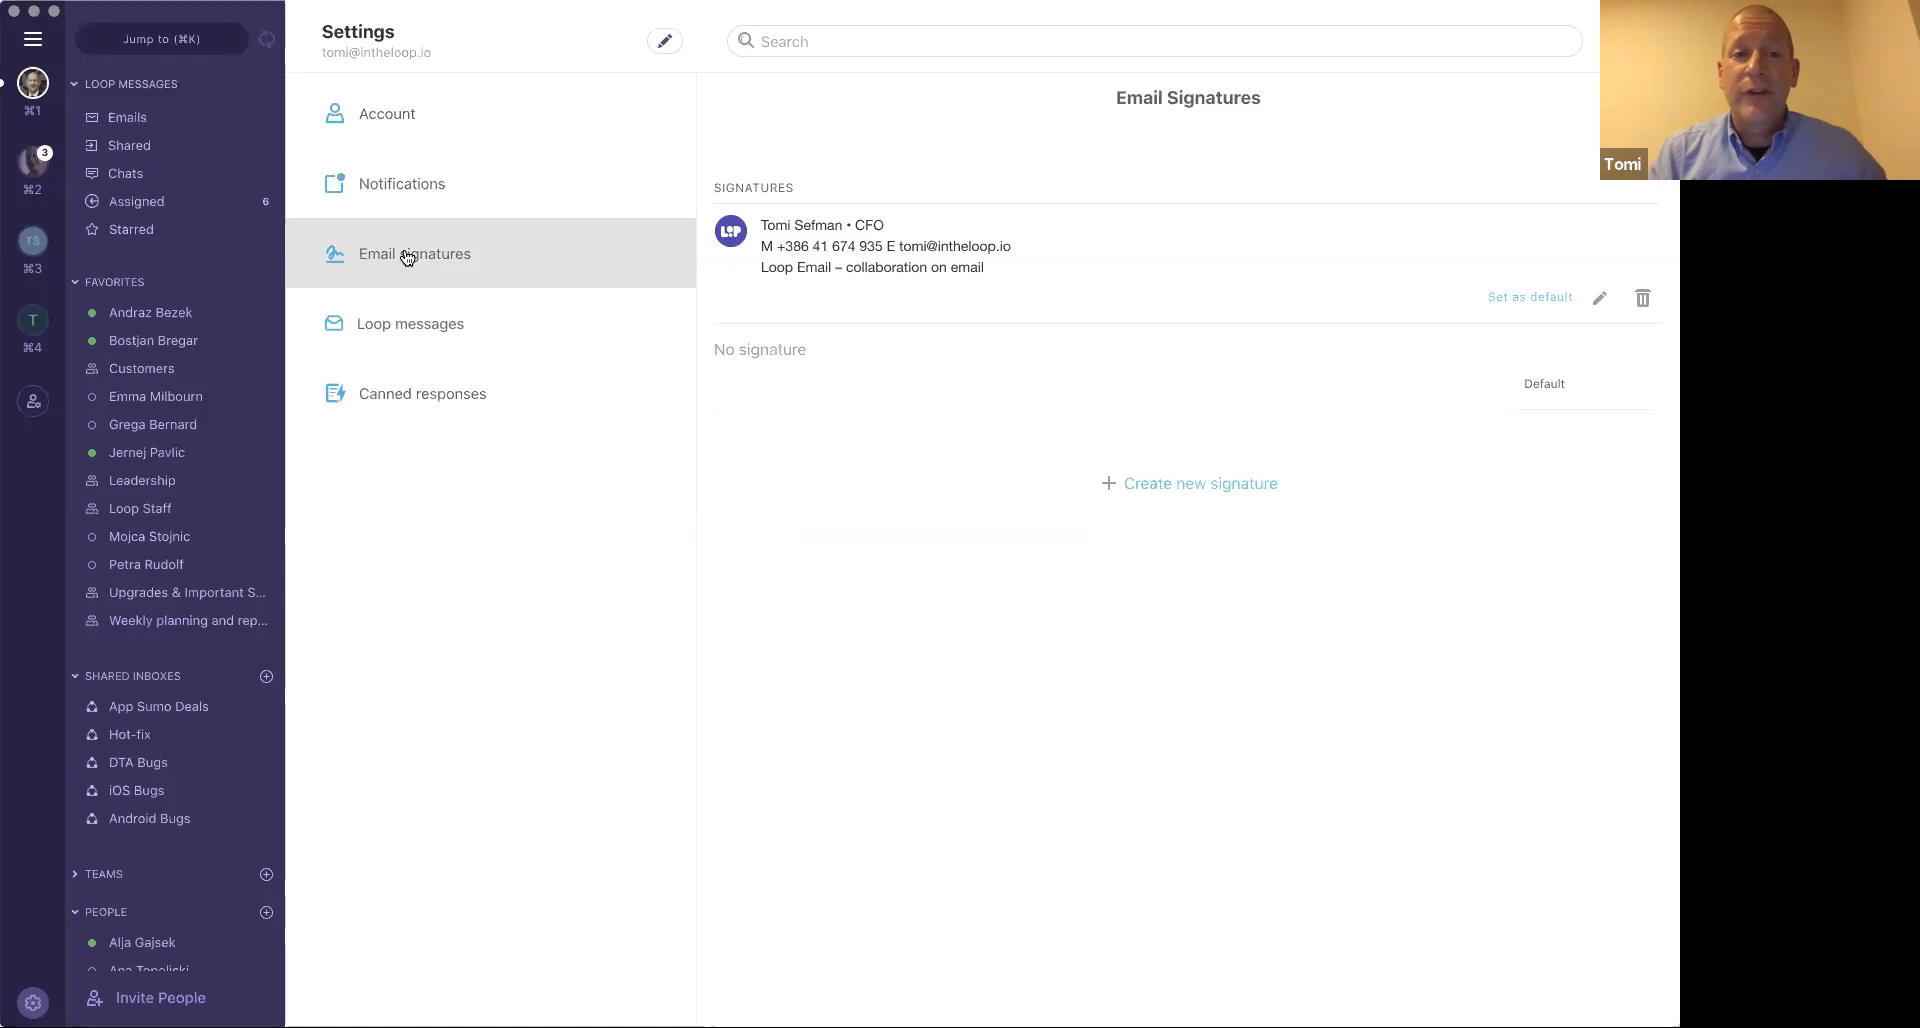 Jump to (⌘K)
⌘1
3
⌘2
TŠ
⌘3
T
⌘4
LOOP MESSAGES
Emails
Shared
Chats
Assigned 6
Starred
FAVORITES
Andraz Bezek
Bostjan Bregar
Customers
Emma Milbourn
Grega Bernard
Jernej Pavlic
Leadership
Loop Staff
Mojca Stojnic
Petra Rudolf
Upgrades & Important S...
Weekly planning and rep...
SHARED INBOXES
App Sumo Deals
Hot-fix
DTA Bugs
iOS Bugs
Android Bugs
TEAMS
PEOPLE
Alja Gajsek
Invite People
Settings
tomi@intheloop.io
Account
Notifications
Email signatures
Loop messages
Canned responses
Search
Email Signatures
SIGNATURES
LOOP
Tomi Sefman • CFO
M +386 41 674 935 E tomi@intheloop.io
Loop Email – collaboration on email
Set as default
No signature
Default
+ Create new signature
Tomi